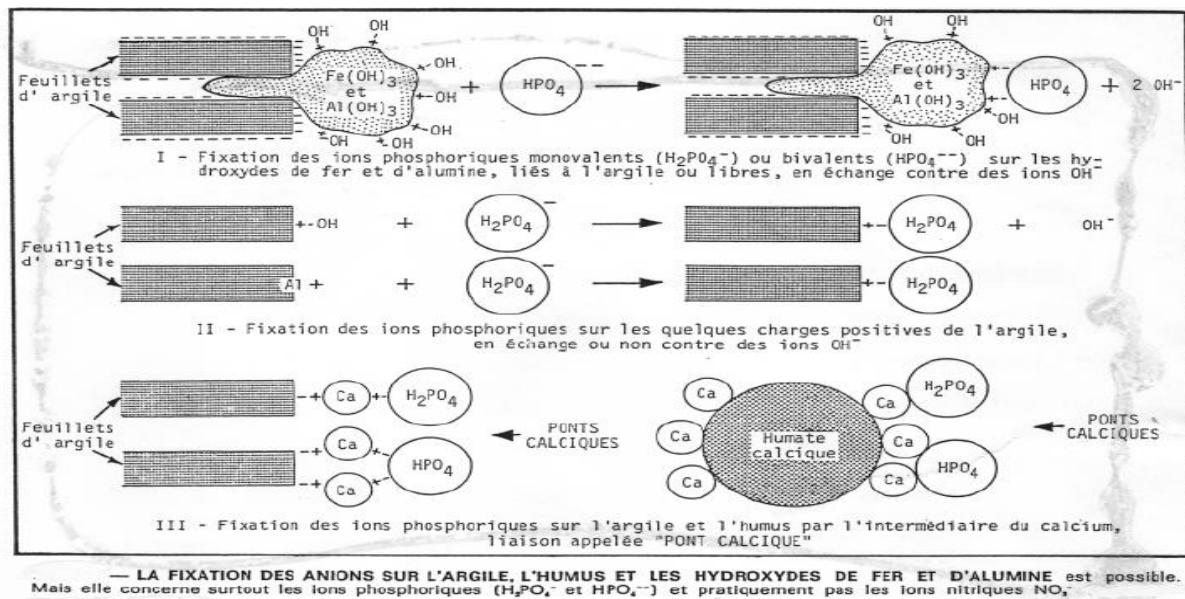 OH⁻ OH
OH
Feuillets
d' argile
Fe(OH)3
et
Al(OH)3
OH
OH
OH
OH
+ HPO4 --
OH OH
OH
Fe(OH)3
et
Al(OH)3
HPO4 + 2 OH⁻
OH
OH
OH
I - Fixation des ions phosphoriques monovalents (H2PO4⁻) ou bivalents (HPO4⁻⁻) sur les hy-
droxydes de fer et d'alumine, liés à l'argile ou libres, en échange contre des ions OH⁻
Feuillets
d' argile
+-OH + H2PO4 - +- H2PO4 + OH⁻
Al+ + H2PO4 - +- H2PO4
II - Fixation des ions phosphoriques sur les quelques charges positives de l'argile,
en échange ou non contre des ions OH⁻
Feuillets
d' argile
-+ Ca +- H2PO4
-+ Ca
HPO4
-+ Ca
PONTS
CALCIQUES
Ca
Ca
Ca
Humate
calcique
Ca
Ca
Ca
H2PO4
HPO4
PONTS
CALCIQUES
III - Fixation des ions phosphoriques sur l'argile et l'humus par l'intermédiaire du calcium,
liaison appelée "PONT CALCIQUE"
— LA FIXATION DES ANIONS SUR L'ARGILE, L'HUMUS ET LES HYDROXYDES DE FER ET D'ALUMINE est possible.
Mais elle concerne surtout les ions phosphoriques (H2PO4⁻ et HPO4⁻⁻) et pratiquement pas les ions nitriques NO3⁻